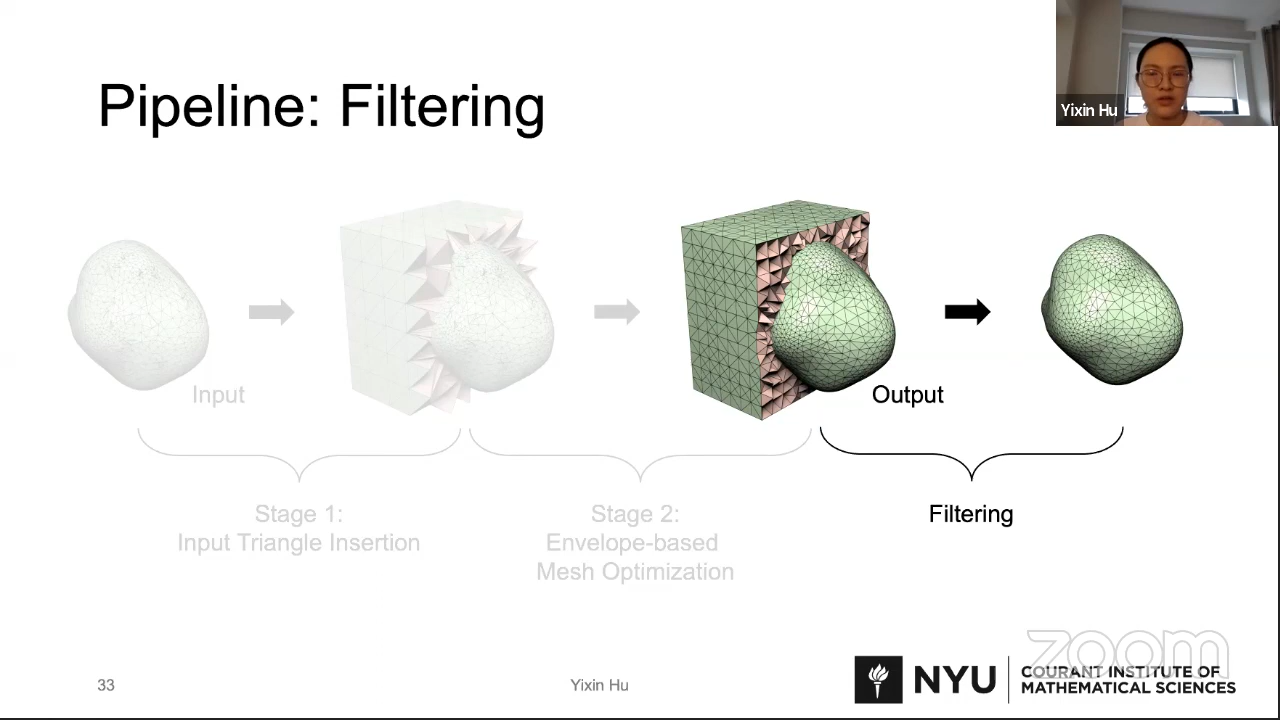 Pipeline: Filtering
Yixin Hu
Input
Output
Stage 1:
Input Triangle Insertion
Stage 2:
Envelope-based
Mesh Optimization
Filtering
33
Yixin Hu
NYU
COURANT INSTITUTE OF
MATHEMATICAL SCIENCES
zoom